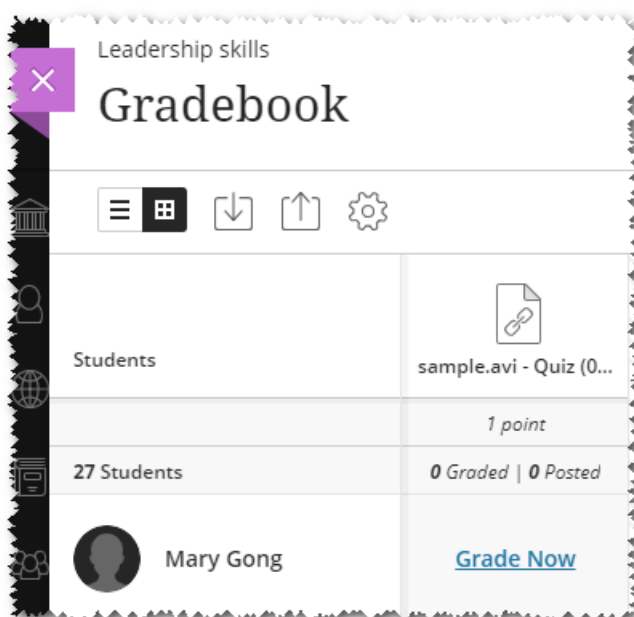 Leadership skills
Gradebook
Students
sample.avi - Quiz (0...
1 point
27 Students
0 Graded | 0 Posted
Mary Gong
Grade Now